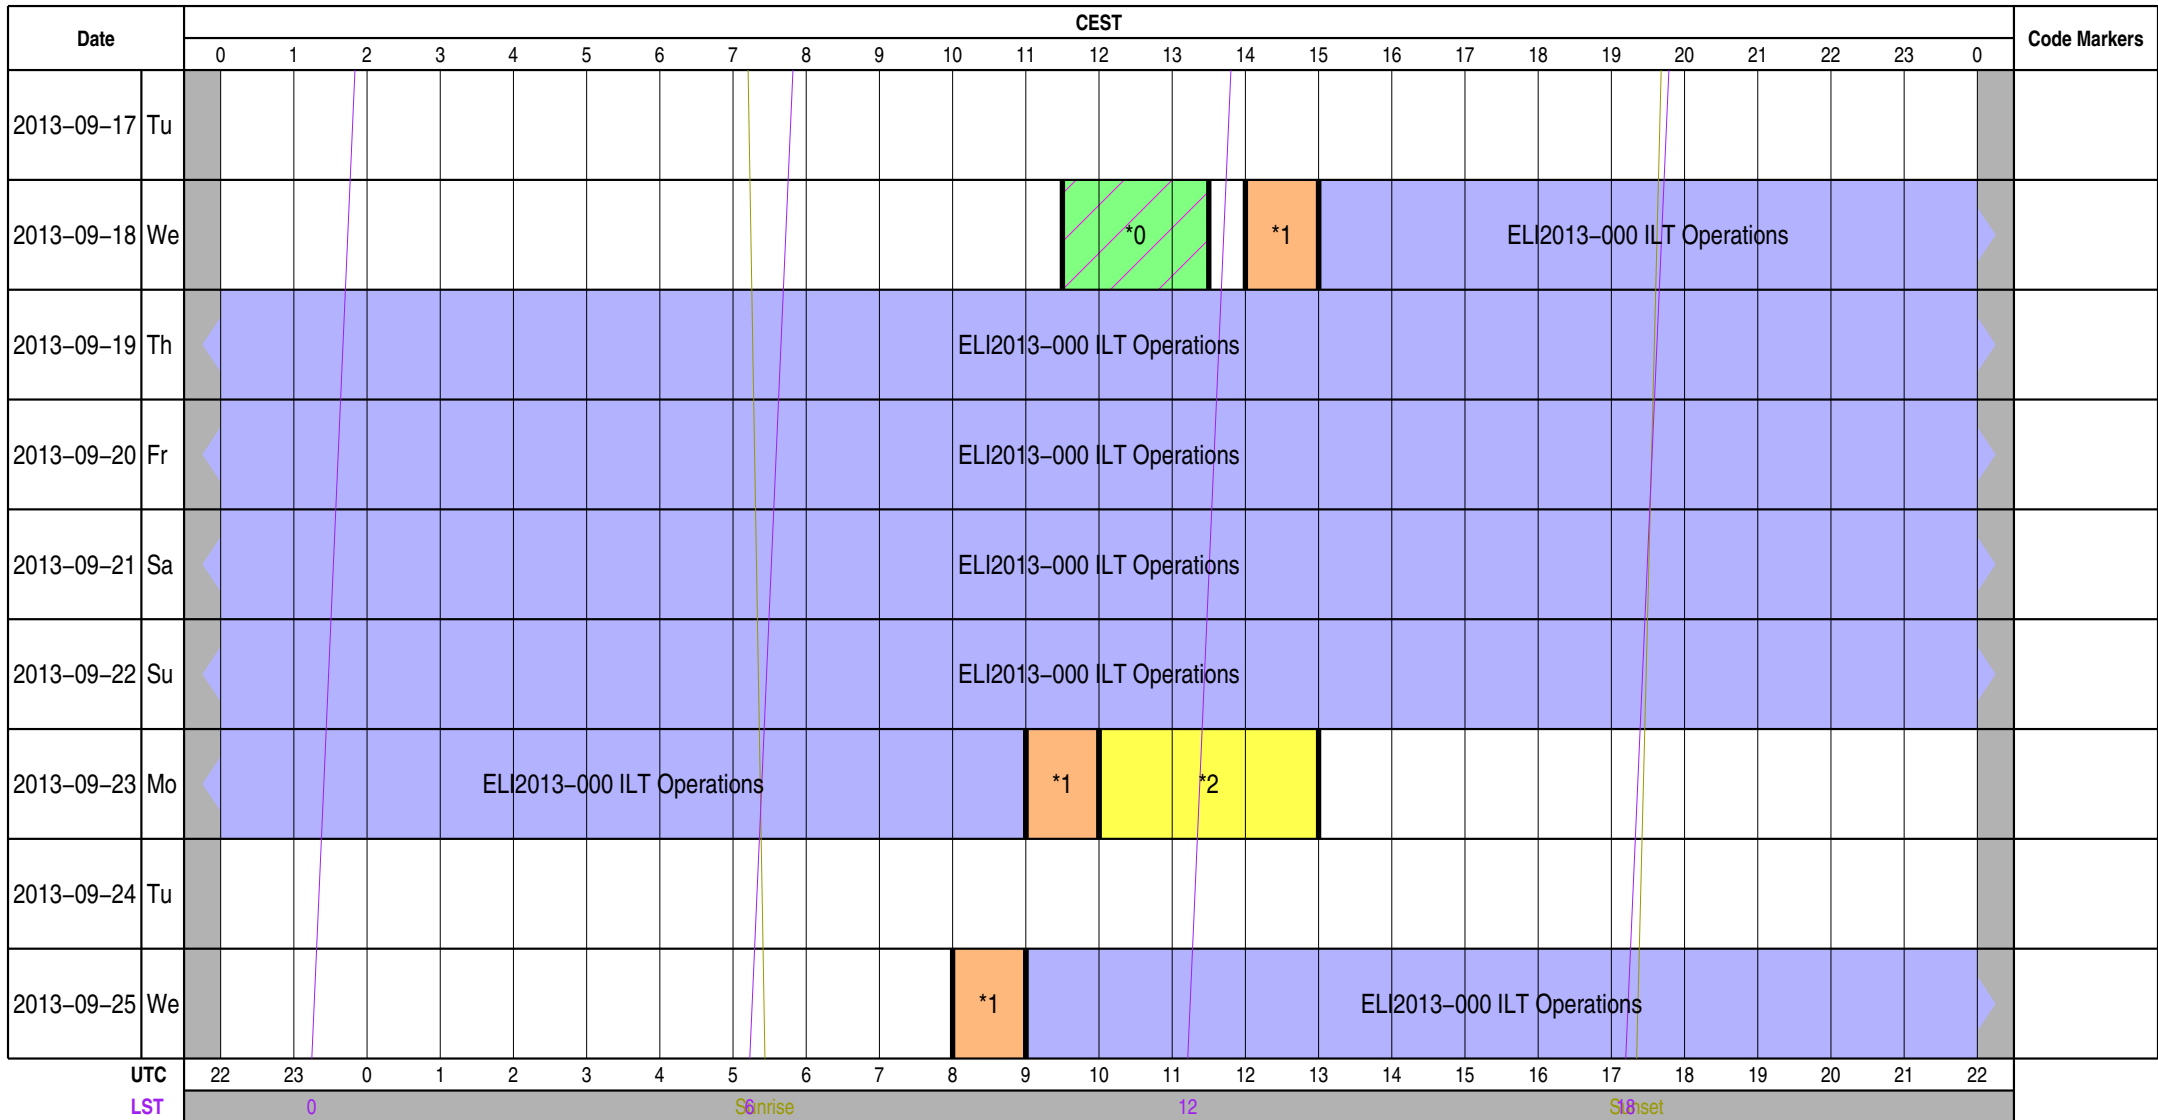 Date CEST Code Markers
0 1 2 3 4 5 6 7 8 9 10 11 12 13 14 15 16 17 18 19 20 21 22 23 0
2013−09−17 Tu
2013−09−18 We *0 *1 ELI2013−000 ILT Operations
2013−09−19 Th ELI2013−000 ILT Operations
2013−09−20 Fr ELI2013−000 ILT Operations
2013−09−21 Sa ELI2013−000 ILT Operations
2013−09−22 Su ELI2013−000 ILT Operations
2013−09−23 Mo ELI2013−000 ILT Operations *1 *2
2013−09−24 Tu
2013−09−25 We *1 ELI2013−000 ILT Operations
UTC 22 23 0 1 2 3 4 5 6 7 8 9 10 11 12 13 14 15 16 17 18 19 20 21 22
LST 0 6 Sunrise 12 18 Sunset